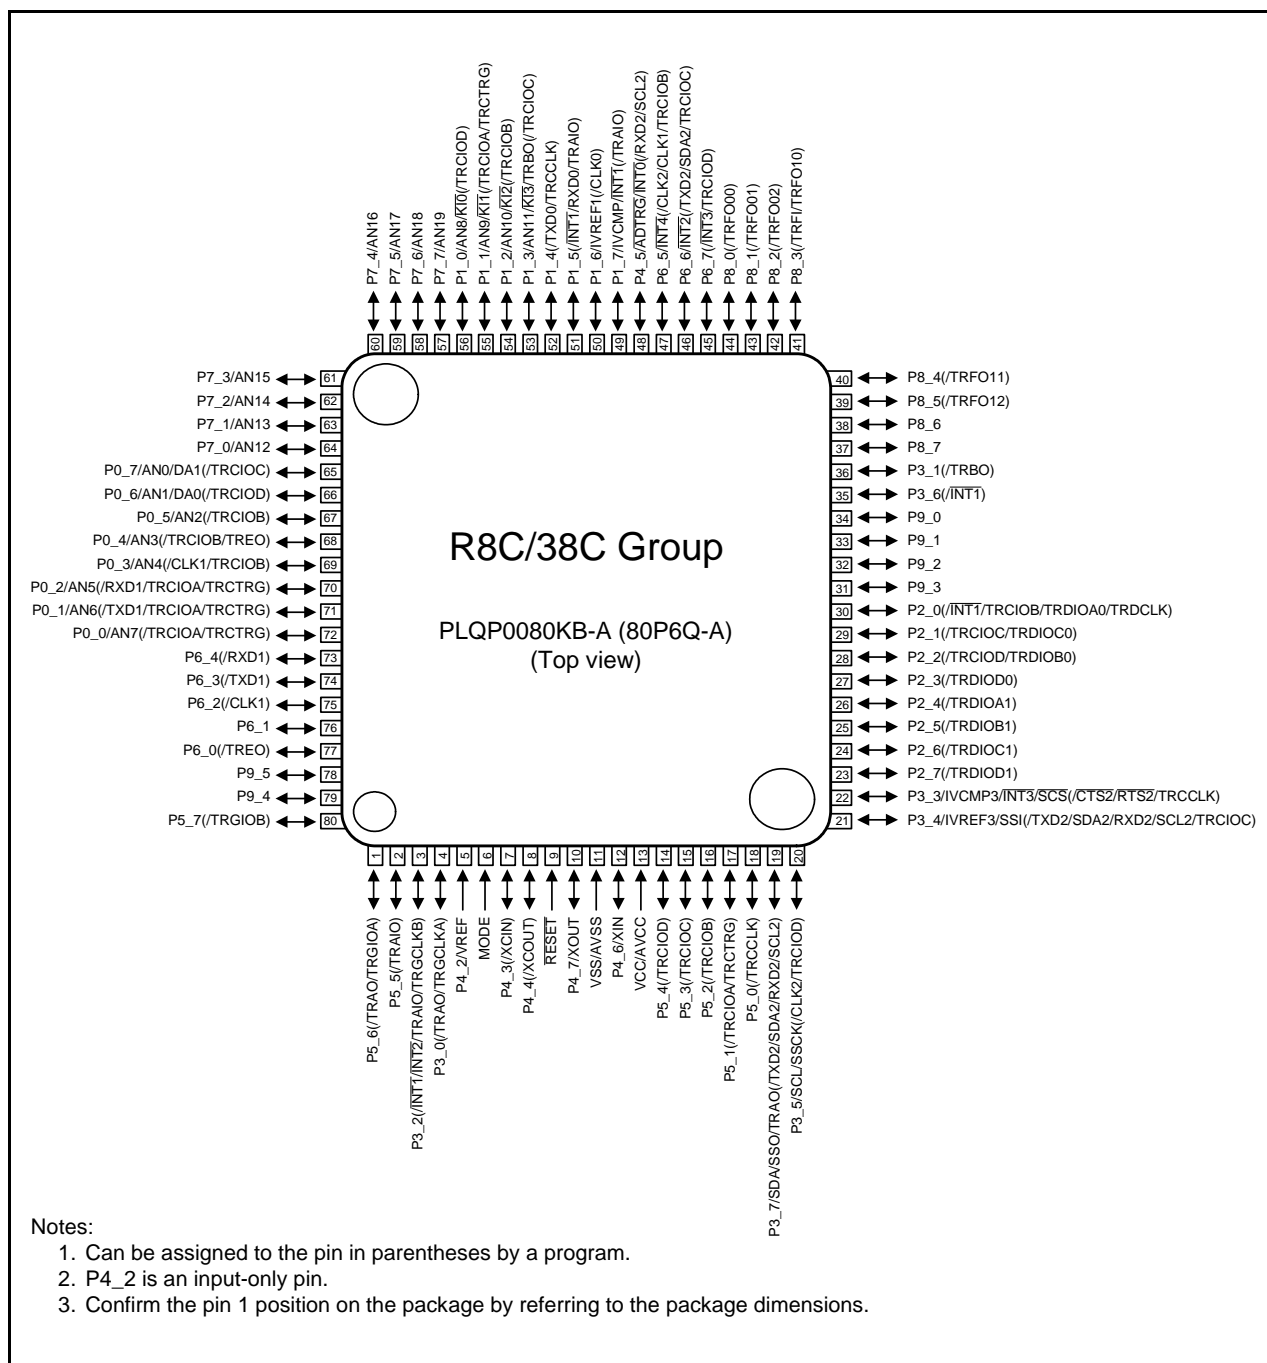 P7_4/AN16
P7_5/AN17
P7_6/AN18
P7_7/AN19
P1_0/AN8/KI0(/TRCIOD)
P1_1/AN9/KI1(/TRCIOA/TRCTRG)
P1_2/AN10/KI2(/TRCIOB)
P1_3/AN11/KI3/TRBO(/TRCIOC)
P1_4(/TXD0/TRCCLK)
P1_5(/INT1/RXD0/TRAIO)
P1_6/IVREF1(/CLK0)
P1_7/IVCMP/INT1(/TRAIO)
P4_5/ADTRG/INT0(/RXD2/SCL2)
P6_5/INT4(/CLK2/CLK1/TRCIOB)
P6_6/INT2(/TXD2/SDA2/TRCIOC)
P6_7(/INT3/TRCIOD)
P8_0(/TRFO00)
P8_1(/TRFO01)
P8_2(/TRFO02)
P8_3(/TRFI/TRFO10)
60 59 58 57 56 55 54 53 52 51 50 49 48 47 46 45 44 43 42 41
P7_3/AN15 61
P7_2/AN14 62
P7_1/AN13 63
P7_0/AN12 64
P0_7/AN0/DA1(/TRCIOC) 65
P0_6/AN1/DA0(/TRCIOD) 66
P0_5/AN2(/TRCIOB) 67
P0_4/AN3(/TRCIOB/TREO) 68
P0_3/AN4(/CLK1/TRCIOB) 69
P0_2/AN5(/RXD1/TRCIOA/TRCTRG) 70
P0_1/AN6(/TXD1/TRCIOA/TRCTRG) 71
P0_0/AN7(/TRCIOA/TRCTRG) 72
P6_4(/RXD1) 73
P6_3(/TXD1) 74
P6_2(/CLK1) 75
P6_1 76
P6_0(/TREO) 77
P9_5 78
P9_4 79
P5_7(/TRGIOB) 80
R8C/38C Group
PLQP0080KB-A (80P6Q-A)
(Top view)
40 P8_4(/TRFO11)
39 P8_5(/TRFO12)
38 P8_6
37 P8_7
36 P3_1(/TRBO)
35 P3_6(/INT1)
34 P9_0
33 P9_1
32 P9_2
31 P9_3
30 P2_0(/INT1/TRCIOB/TRDIOA0/TRDCLK)
29 P2_1(/TRCIOC/TRDIOC0)
28 P2_2(/TRCIOD/TRDIOB0)
27 P2_3(/TRDIOD0)
26 P2_4(/TRDIOA1)
25 P2_5(/TRDIOB1)
24 P2_6(/TRDIOC1)
23 P2_7(/TRDIOD1)
22 P3_3/IVCMP3/INT3/SCS(/CTS2/RTS2/TRCCLK)
21 P3_4/IVREF3/SSI(/TXD2/SDA2/RXD2/SCL2/TRCIOC)
1 2 3 4 5 6 7 8 9 10 11 12 13 14 15 16 17 18 19 20
P5_6(/TRAO/TRGIOA)
P5_5(/TRAIO)
P3_2(/INT1/INT2/TRAIO/TRGCLKB)
P3_0(/TRAO/TRGCLKA)
P4_2/VREF
MODE
P4_3(/XCIN)
P4_4(/XCOUT)
RESET
P4_7/XOUT
VSS/AVSS
P4_6/XIN
VCC/AVCC
P5_4(/TRCIOD)
P5_3(/TRCIOC)
P5_2(/TRCIOB)
P5_1(/TRCIOA/TRCTRG)
P5_0(/TRCCLK)
P3_7/SDA/SSO/TRAO(/TXD2/SDA2/RXD2/SCL2)
P3_5/SCL/SSCK(/CLK2/TRCIOD)
Notes:
1. Can be assigned to the pin in parentheses by a program.
2. P4_2 is an input-only pin.
3. Confirm the pin 1 position on the package by referring to the package dimensions.